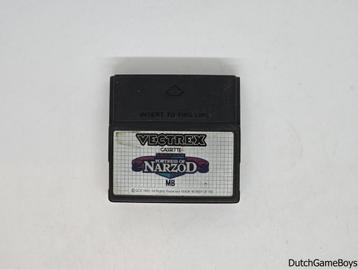 INSERT TO THIS LINE
VECTREX
CASSETTE
FORTRESS OF
NARZOD
MB
DutchGameBoys